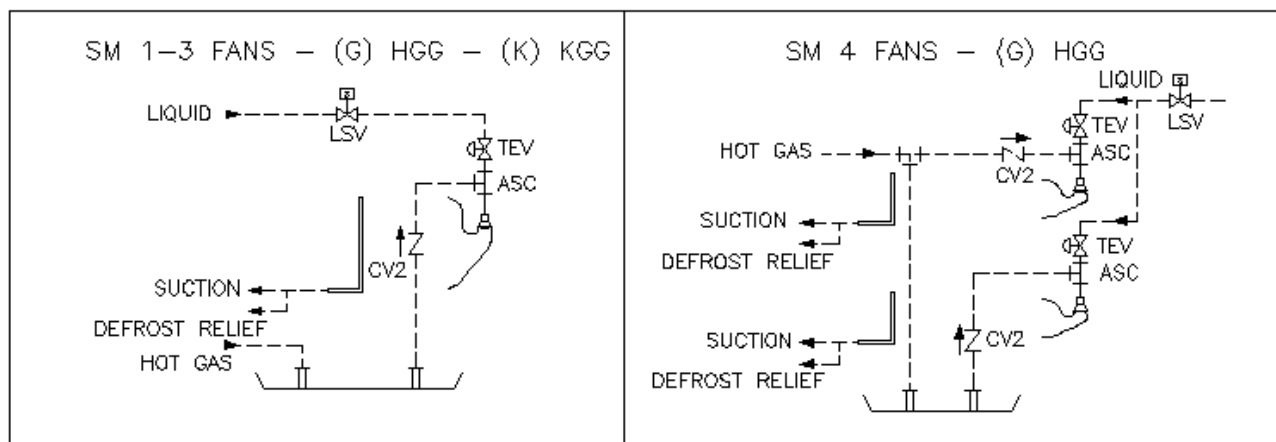 SM 1-3 FANS - (G) HGG - (K) KGG
LIQUID
LSV
TEV
ASC
CV2
SUCTION
DEFROST RELIEF
HOT GAS
SM 4 FANS - (G) HGG
LIQUID
LSV
TEV
HOT GAS
ASC
CV2
SUCTION
DEFROST RELIEF
TEV
ASC
CV2
SUCTION
DEFROST RELIEF